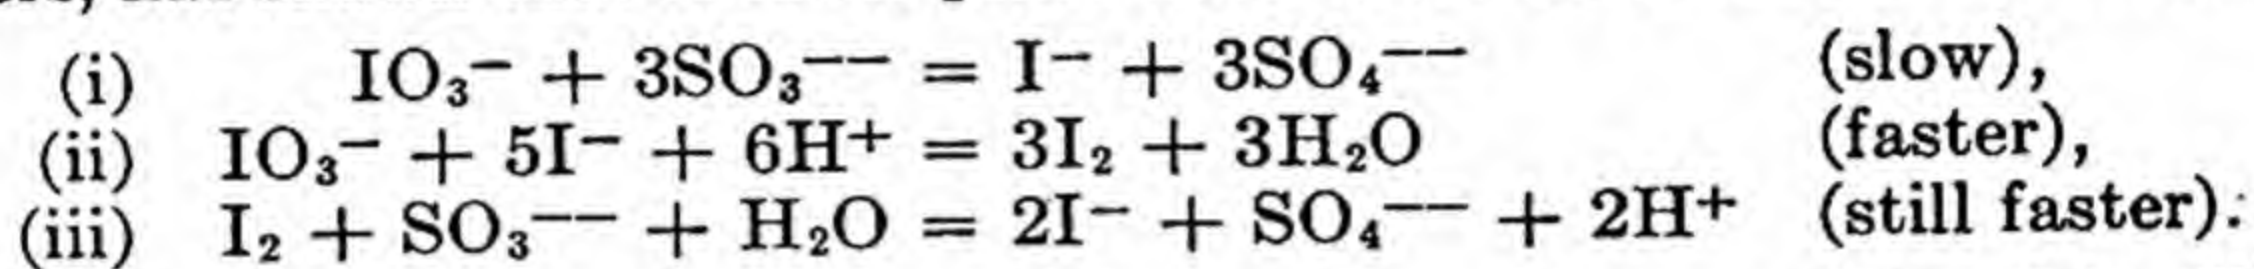 (i) IO₃⁻ + 3SO₃⁻⁻ = I⁻ + 3SO₄⁻⁻ (slow),
(ii) IO₃⁻ + 5I⁻ + 6H⁺ = 3I₂ + 3H₂O (faster),
(iii) I₂ + SO₃⁻⁻ + H₂O = 2I⁻ + SO₄⁻⁻ + 2H⁺ (still faster).